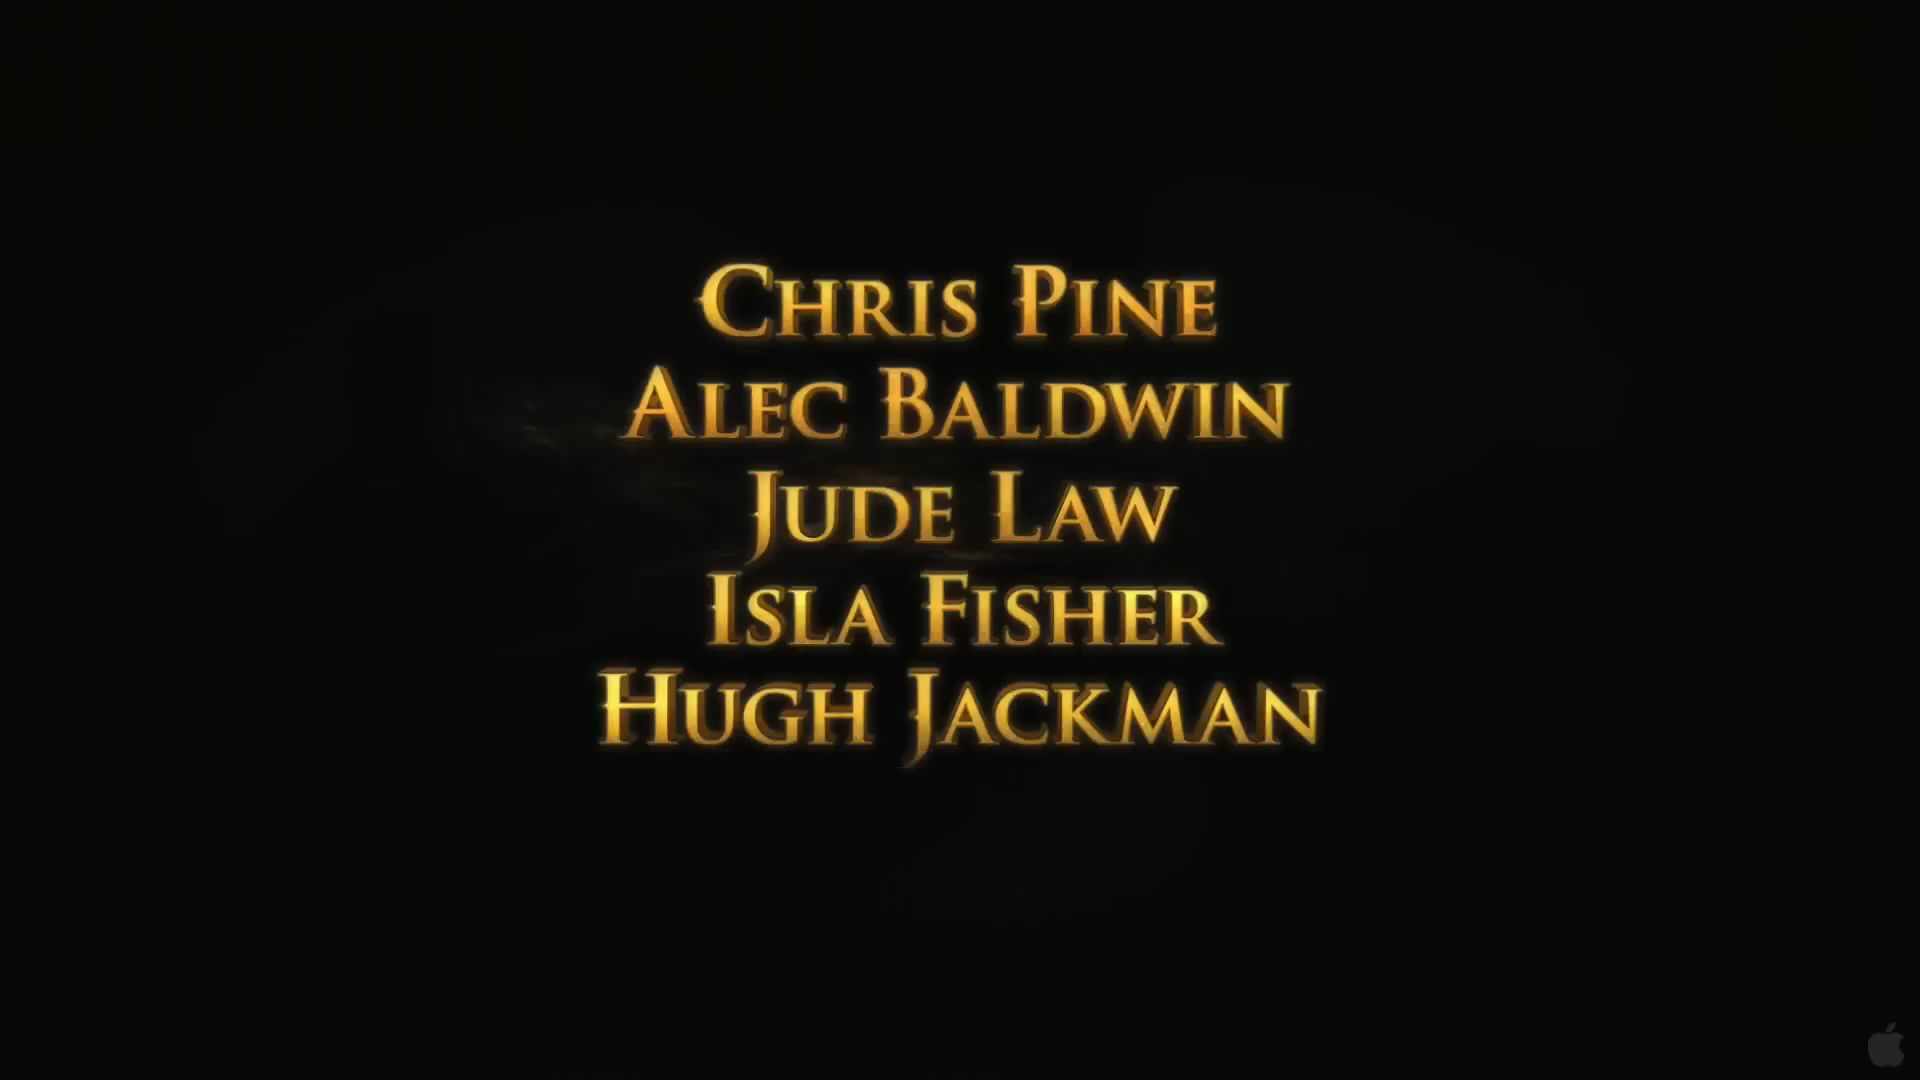 Chris Pine
Alec Baldwin
Jude Law
Isla Fisher
Hugh Jackman